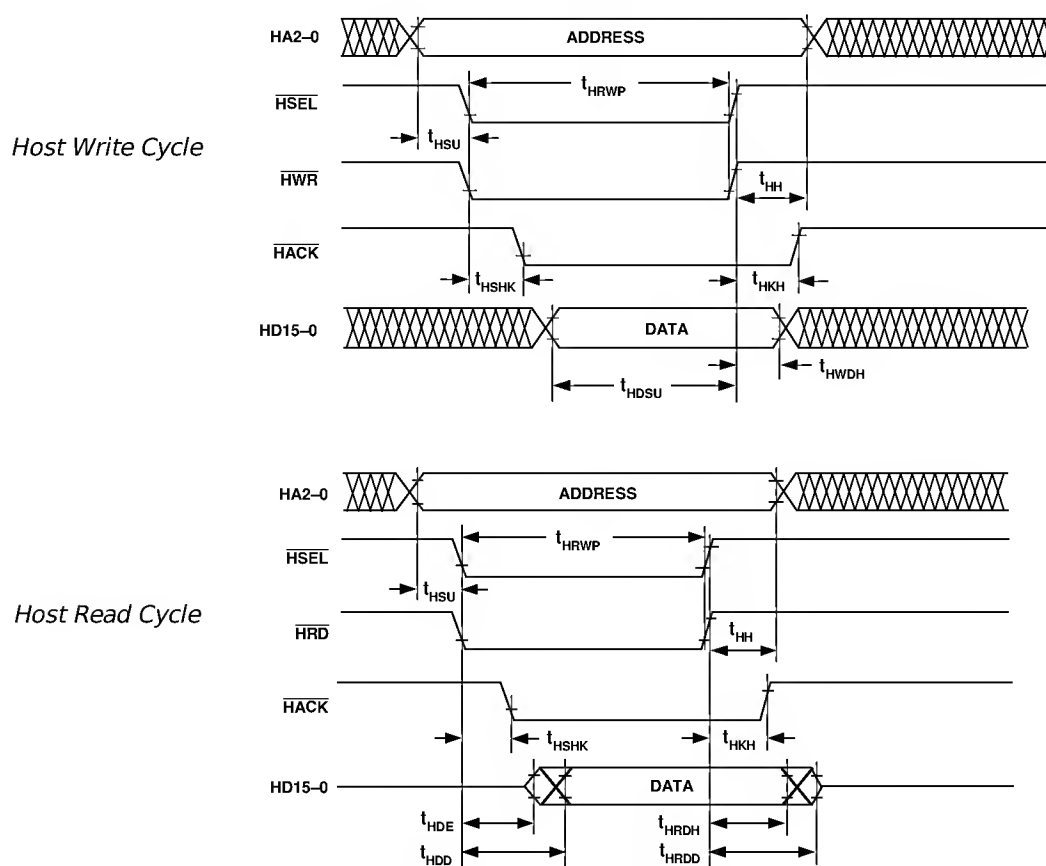 HA2–0
ADDRESS
HSEL
tHRWP
Host Write Cycle
tHSU
HWR
tHH
HACK
tHSHK
tHKH
HD15–0
DATA
tHWDH
tHDSU
HA2–0
ADDRESS
HSEL
tHRWP
tHSU
Host Read Cycle
HRD
tHH
HACK
tHSHK
tHKH
HD15–0
DATA
tHDE
tHRDH
tHDD
tHRDD